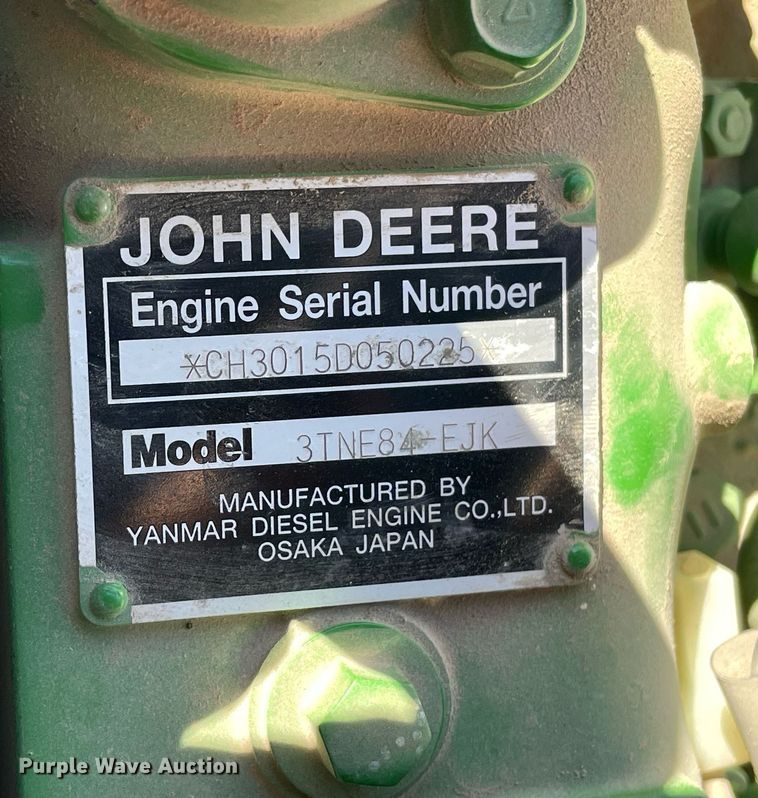 JOHN DEERE
Engine Serial Number
*CH3015D050225*
Model 3TNE84-EJK
MANUFACTURED BY
YANMAR DIESEL ENGINE CO.,LTD.
OSAKA JAPAN
Purple Wave Auction